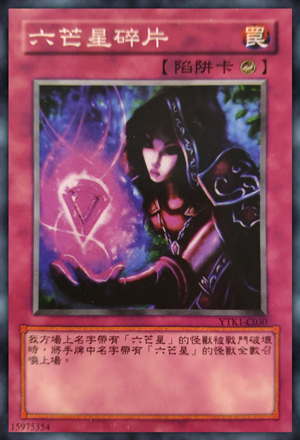 六芒星碎片
罠
【陷阱卡】
YTK1-C030
我方場上名字帶有「六芒星」的怪獸被戰鬥破壞
時，將手牌中名字帶有「六芒星」的怪獸全數召
喚上場。
15975354